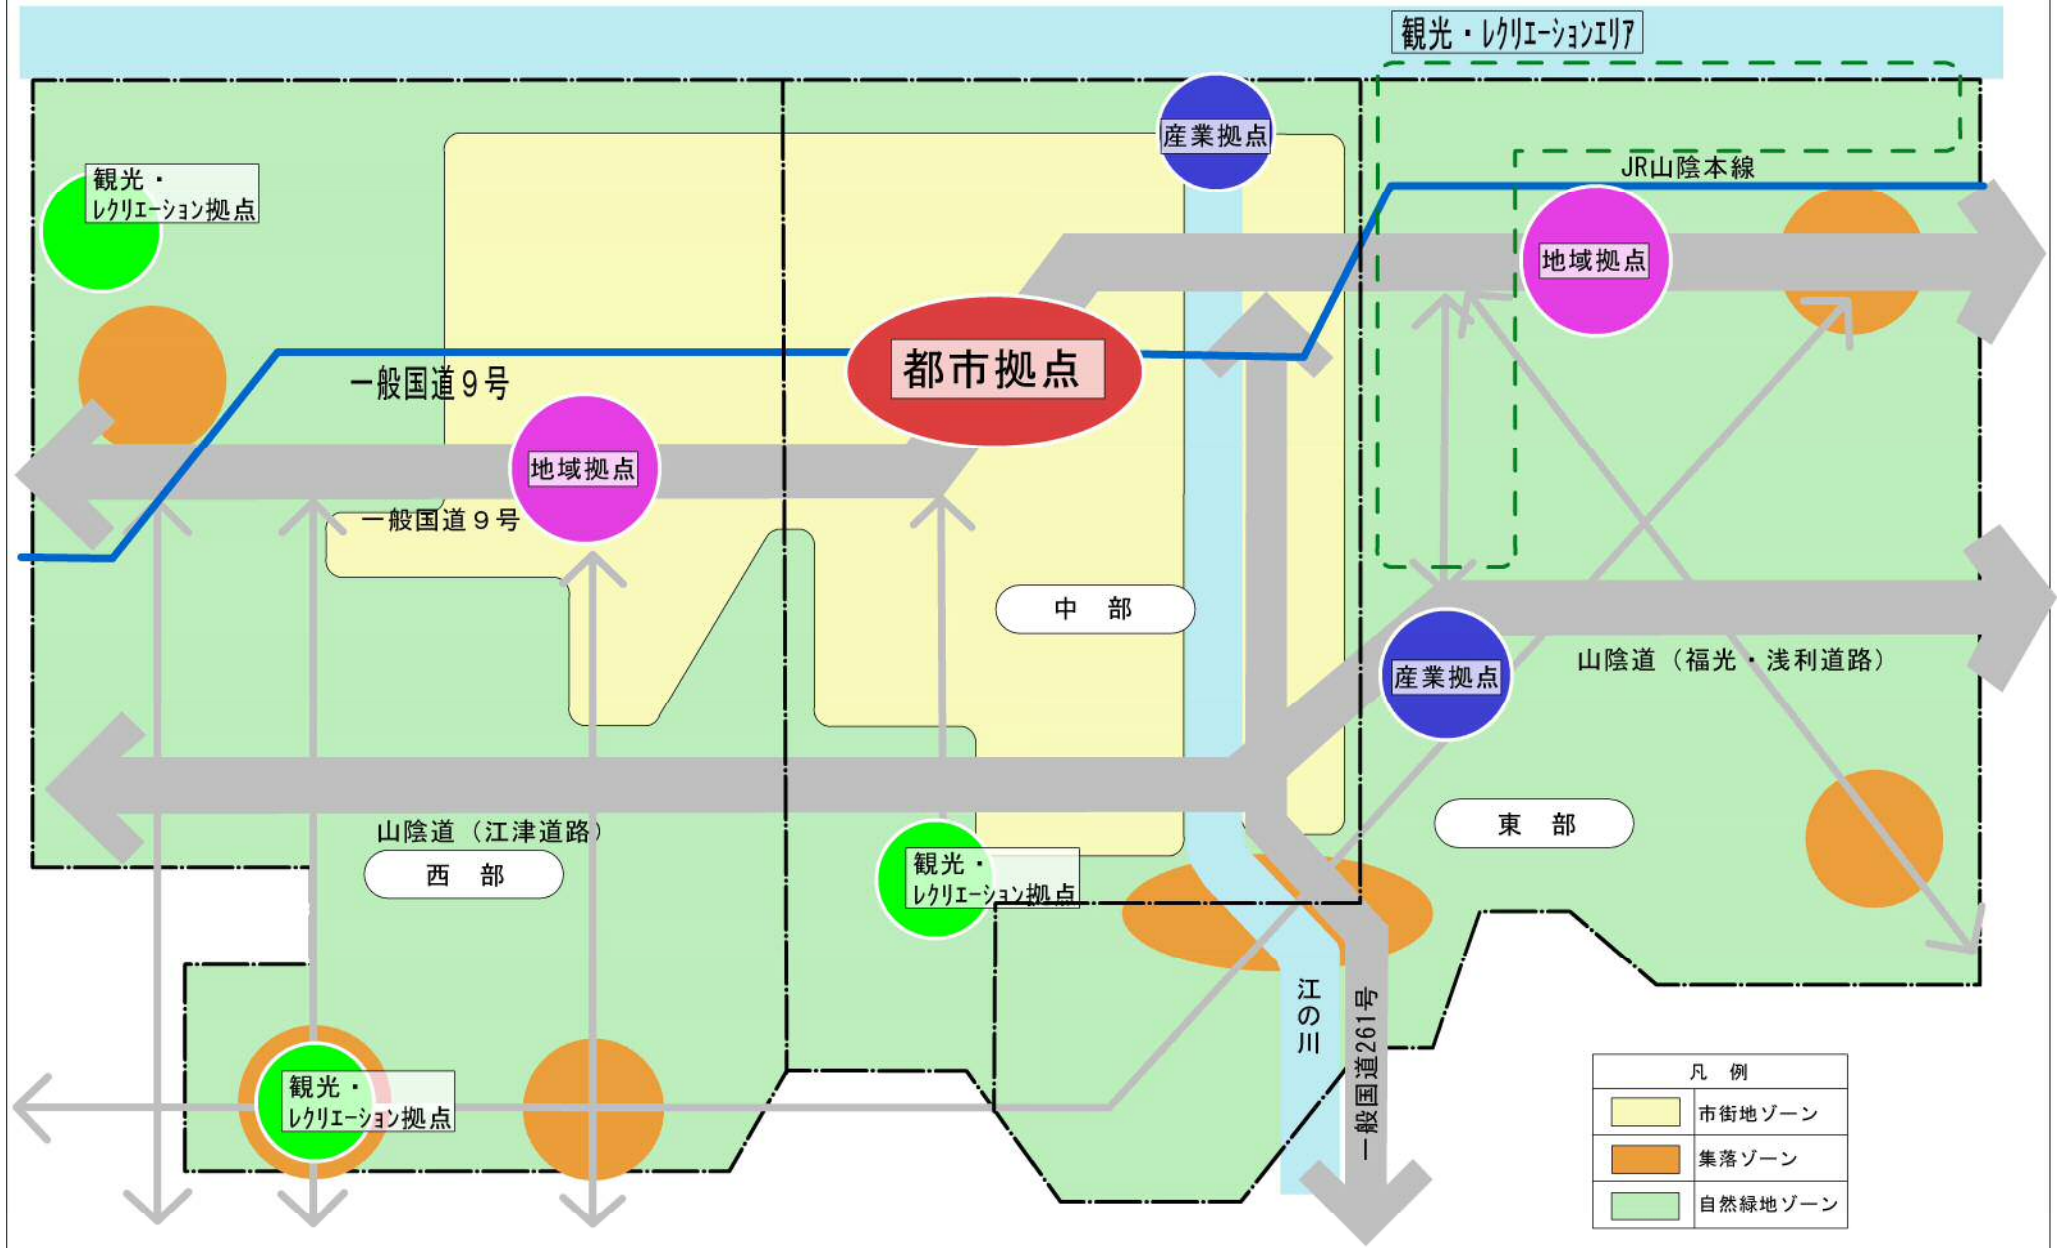 観光・レクリエーションエリア
産業拠点
JR山陰本線
観光・
レクリエーション拠点
地域拠点
都市拠点
一般国道9号
地域拠点
一般国道9号
中 部
山陰道（福光・浅利道路）
産業拠点
山陰道（江津道路）
東 部
西 部
観光・
レクリエーション拠点
江の川
一般国道261号
観光・
レクリエーション拠点
凡 例
市街地ゾーン
集落ゾーン
自然緑地ゾーン